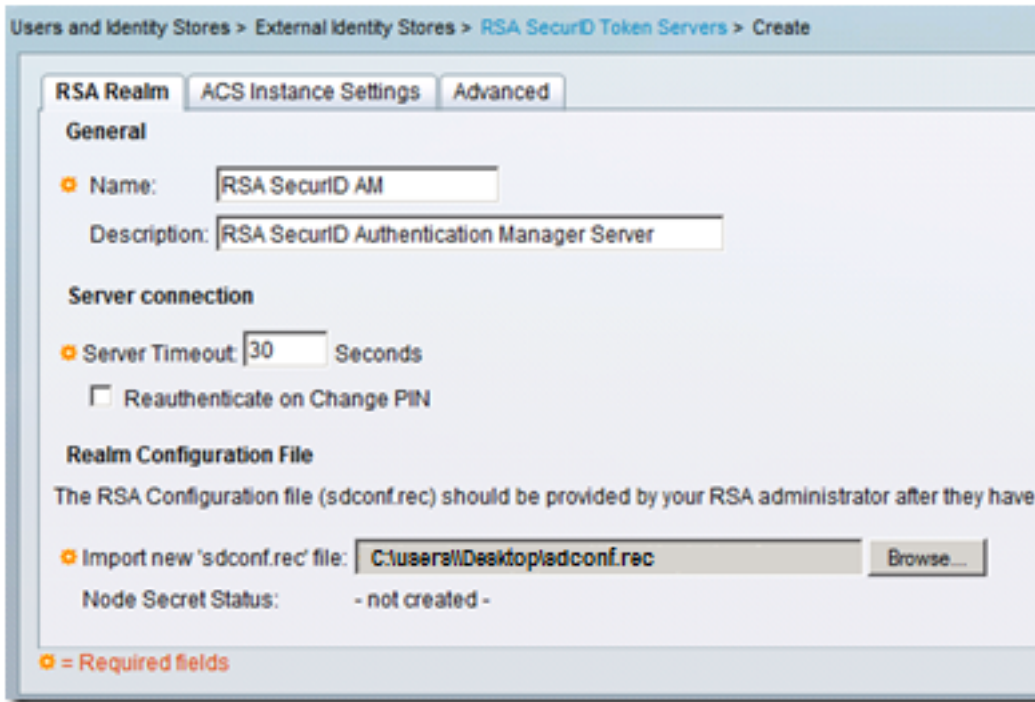 Users and Identity Stores > External Identity Stores > RSA SecurID Token Servers > Create
RSA Realm ACS Instance Settings Advanced
General
Name: RSA SecurID AM
Description: RSA SecurID Authentication Manager Server
Server connection
Server Timeout: 30 Seconds
Reauthenticate on Change PIN
Realm Configuration File
The RSA Configuration file (sdconf.rec) should be provided by your RSA administrator after they have
Import new 'sdconf.rec' file: C:\users\\Desktop\sdconf.rec Browse...
Node Secret Status: - not created -
= Required fields